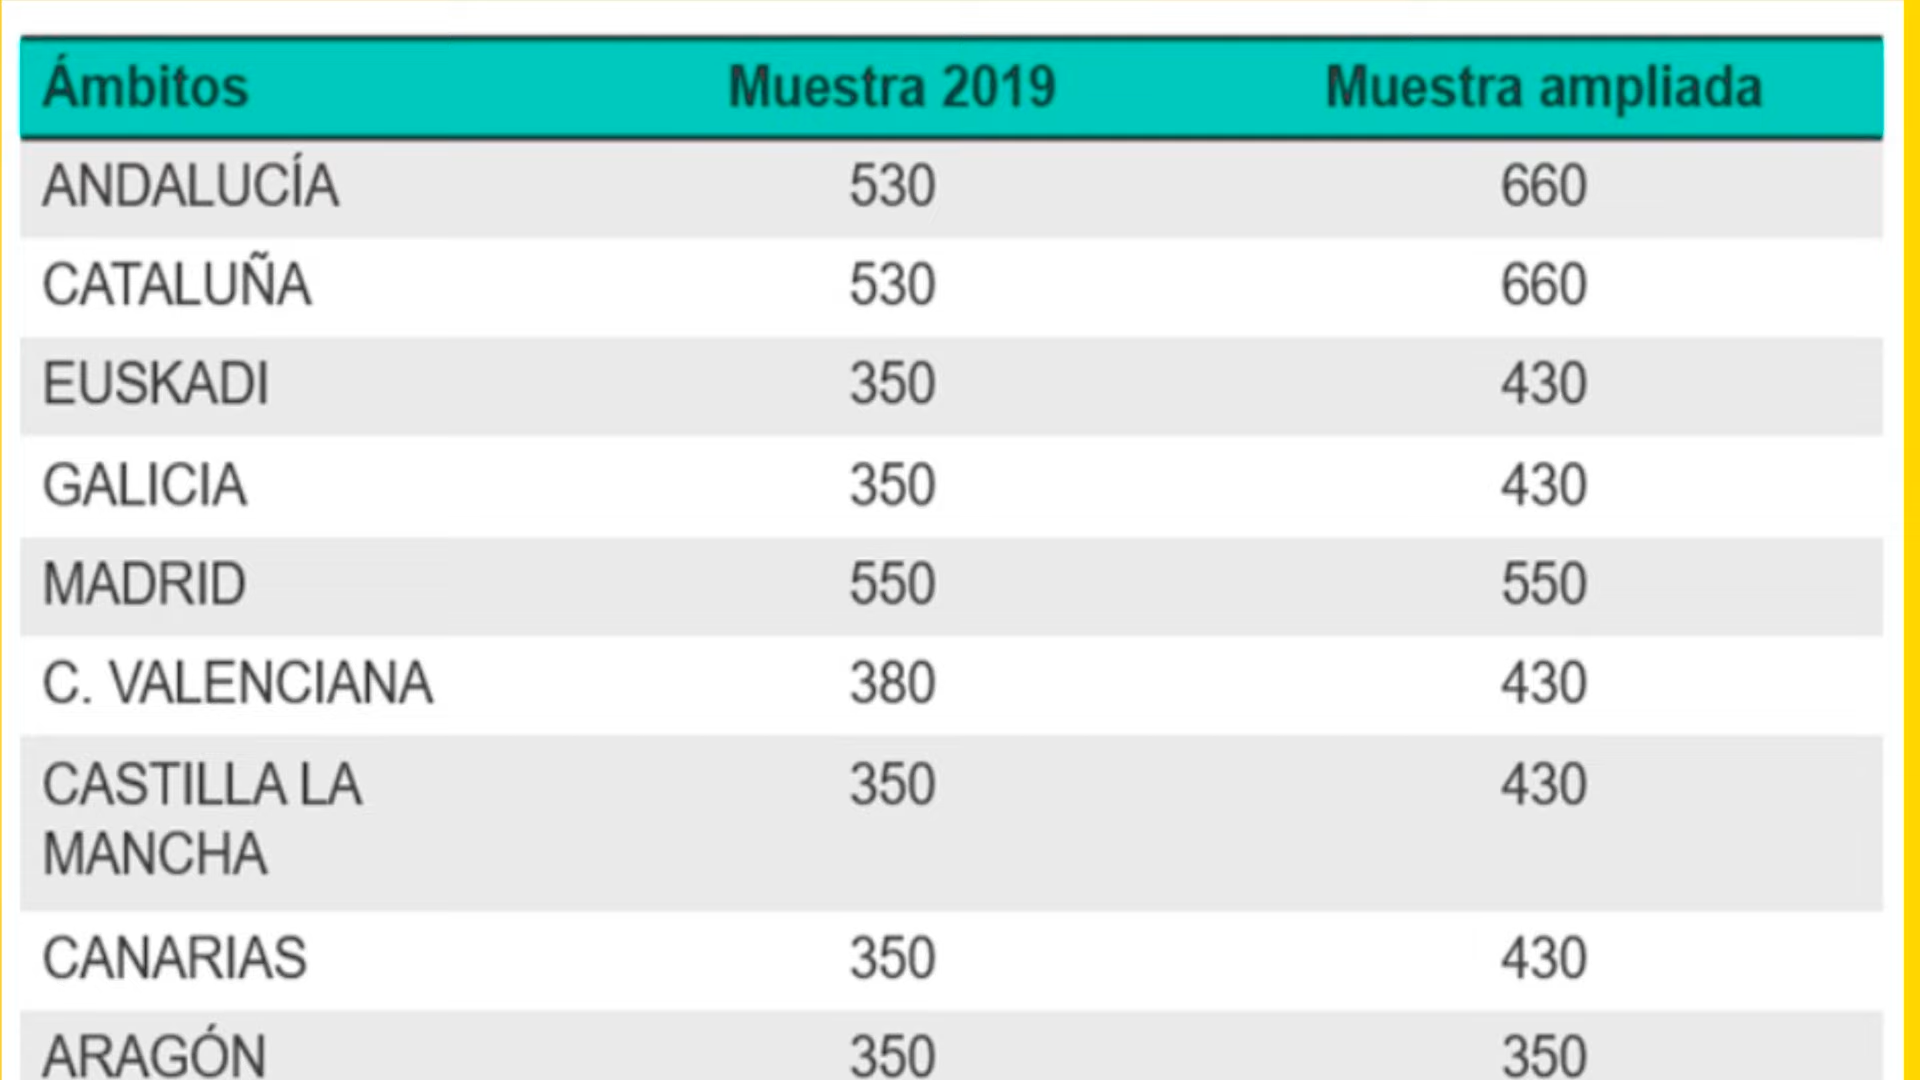 Ámbitos Muestra 2019 Muestra ampliada
ANDALUCÍA 530 660
CATALUÑA 530 660
EUSKADI 350 430
GALICIA 350 430
MADRID 550 550
C. VALENCIANA 380 430
CASTILLA LA 350 430
MANCHA
CANARIAS 350 430
ARAGÓN 350 350